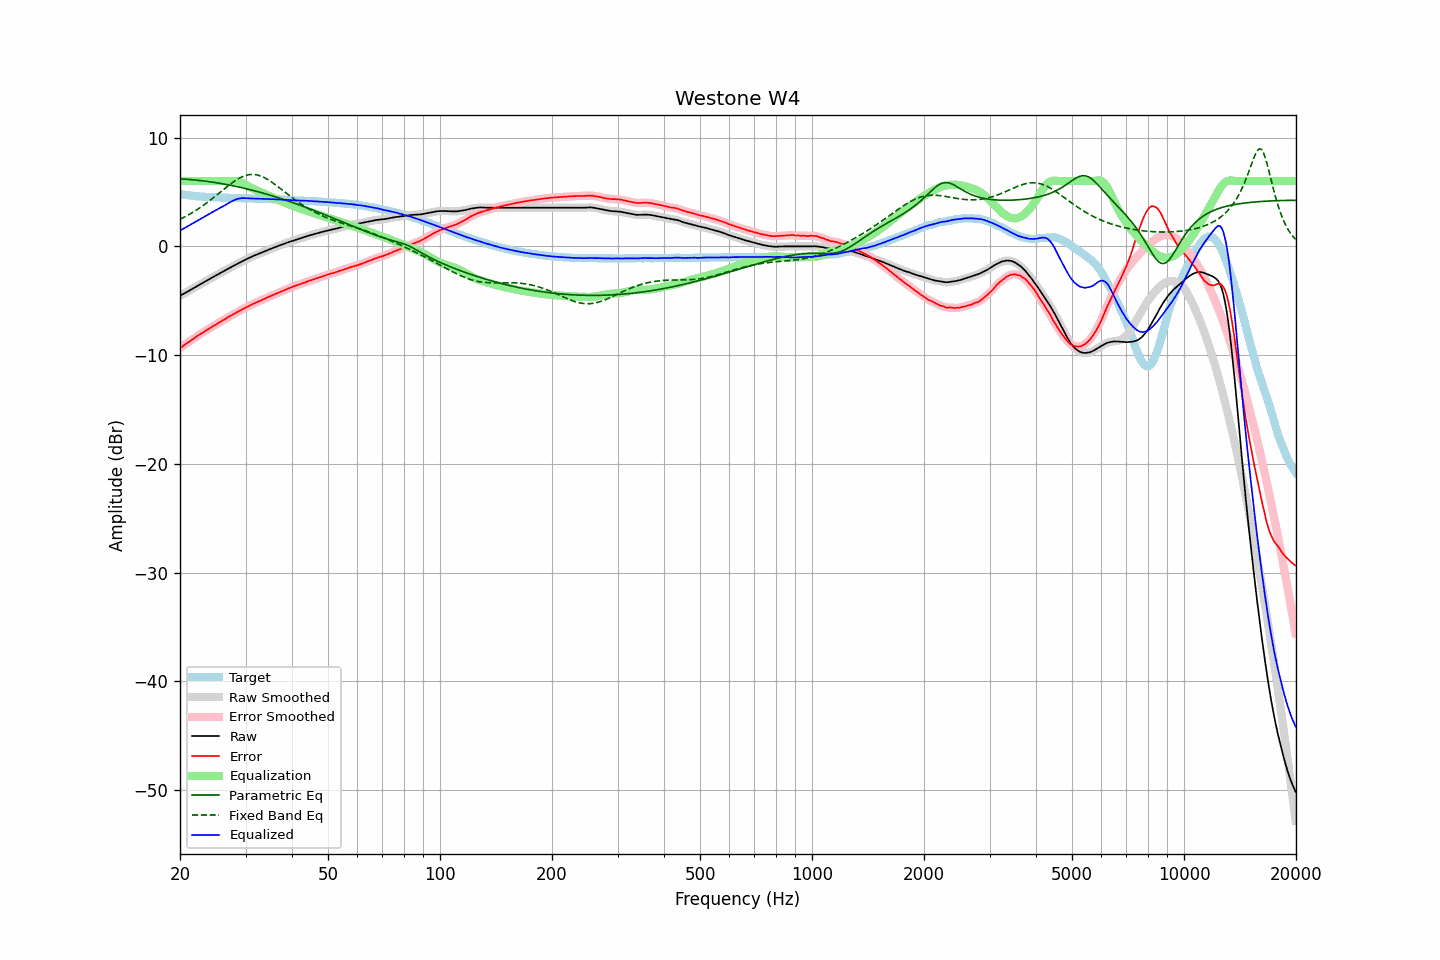 Westone W4
10
0
−10
−20
−30
−40
−50
Amplitude (dBr)
Target
Raw Smoothed
Error Smoothed
Raw
Error
Equalization
Parametric Eq
Fixed Band Eq
Equalized
20 50 100 200 500 1000 2000 5000 10000 20000
Frequency (Hz)